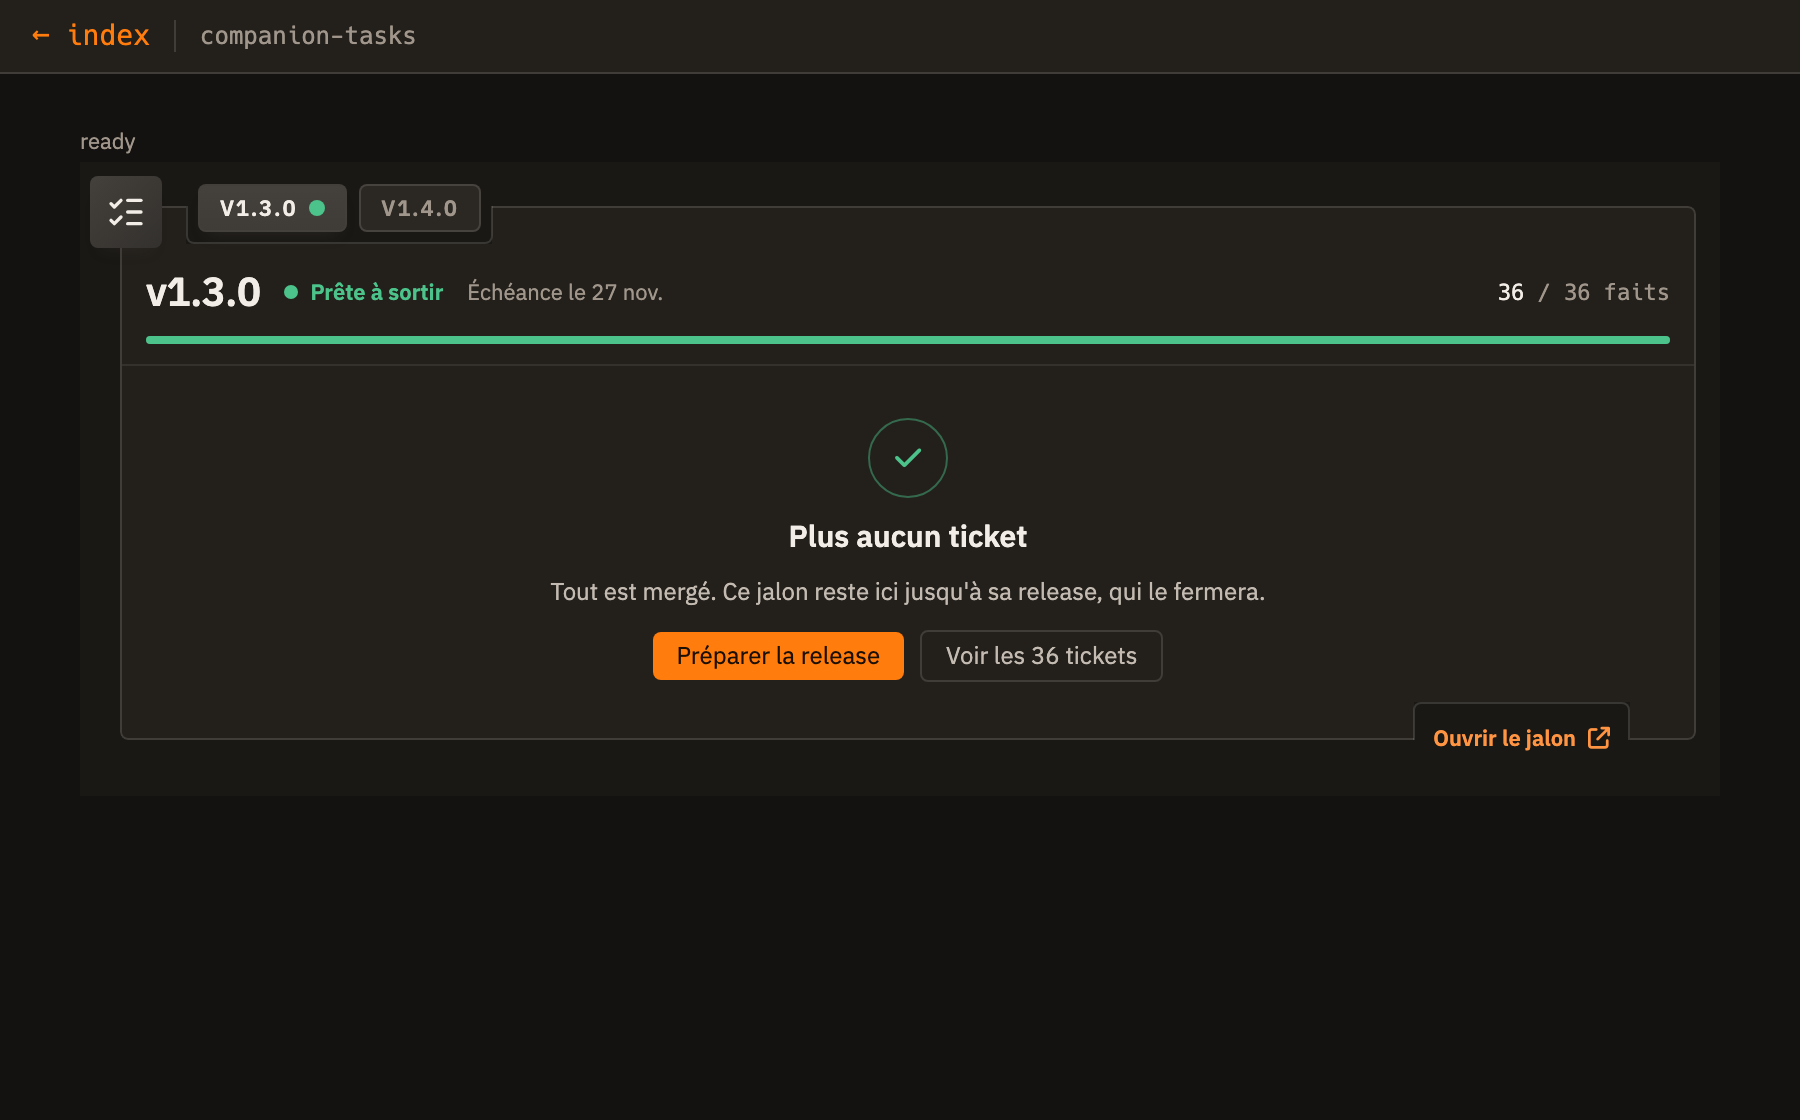 ← index
companion-tasks
ready
V1.3.0
V1.4.0
v1.3.0
Prête à sortir
Échéance le 27 nov.
36 / 36 faits
Plus aucun ticket
Tout est mergé. Ce jalon reste ici jusqu'à sa release, qui le fermera.
Préparer la release
Voir les 36 tickets
Ouvrir le jalon